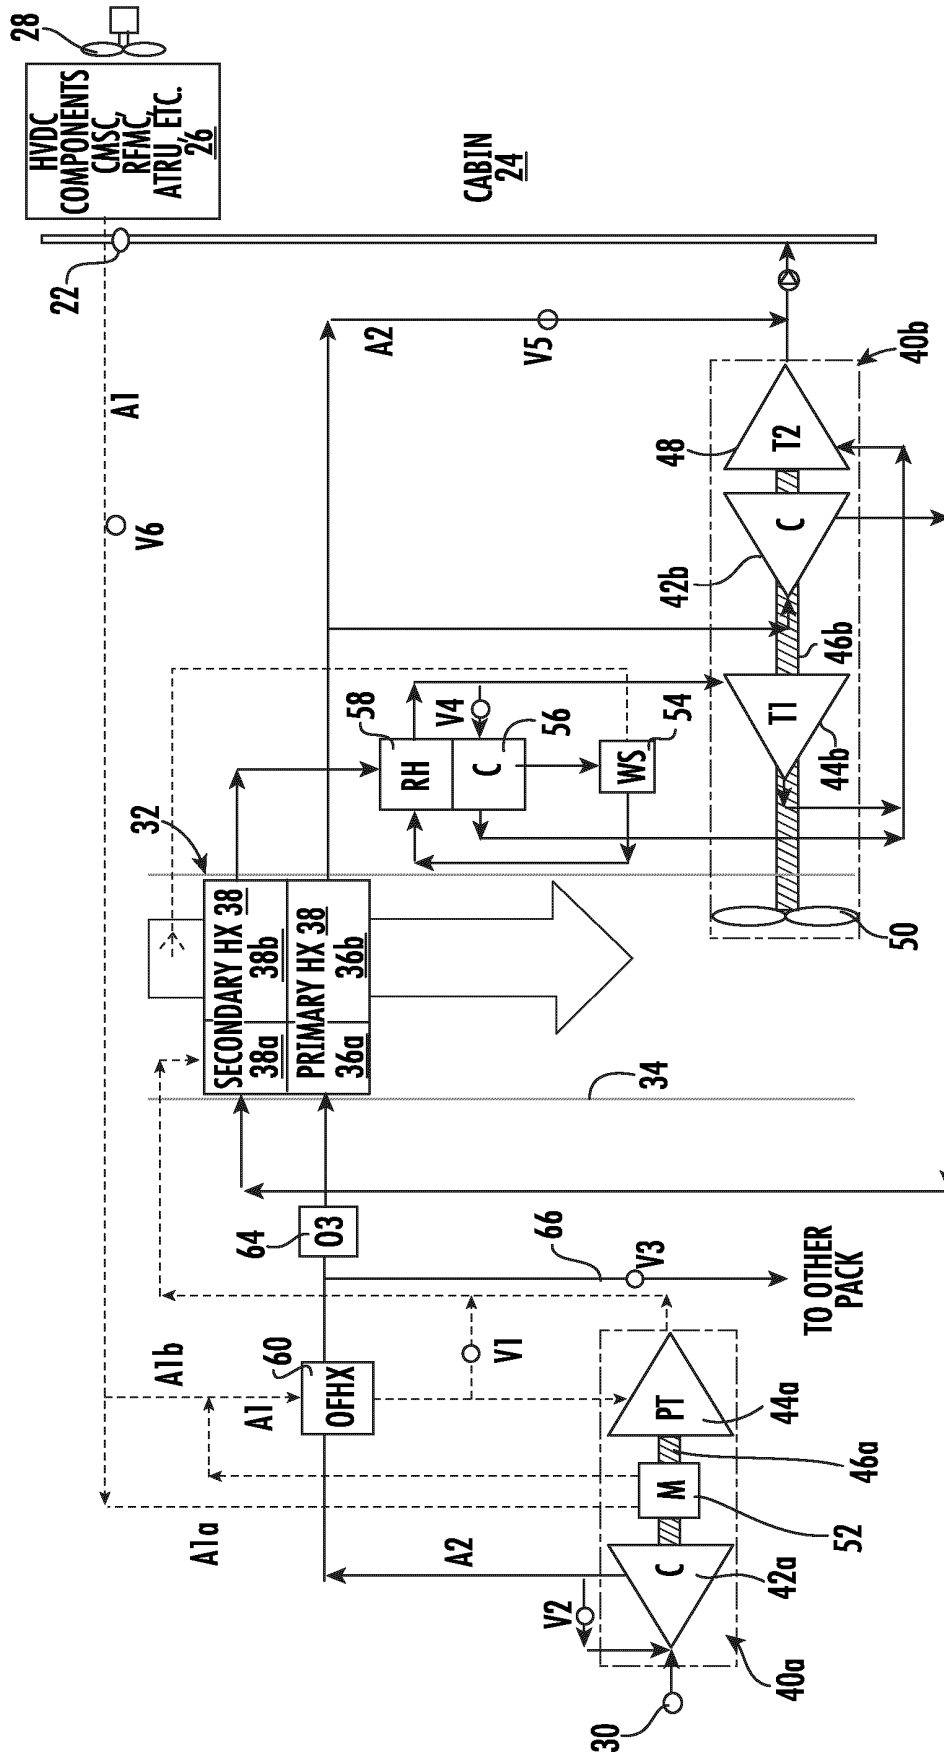 28
HVDC
COMPONENTS
CMSC,
RFMC,
ATRU, ETC.
26
22
CABIN
24
A1
V6
A2
V5
40b
48
T2
C
42b
46b
T1
44b
50
58
RH
V4
C
56
WS
54
32
SECONDARY HX 38
38a
38b
PRIMARY HX 38
36a
36b
34
64
O3
66
V3
TO OTHER
PACK
A1b
60
OFHX
A1
V1
PT
44a
46a
M
52
A1a
A2
C
42a
V2
40a
30